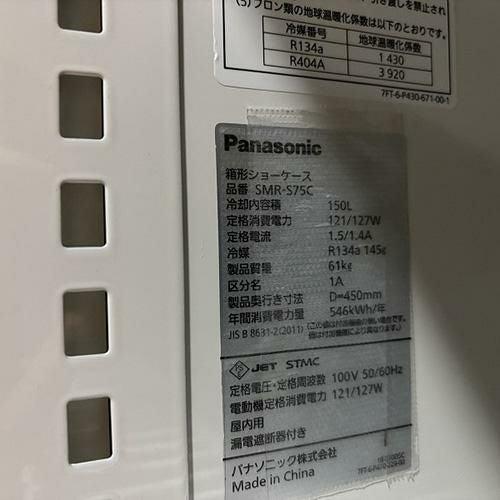 (5) フロン類の地球温暖化係数は以下のとおりです。
冷媒番号 地球温暖化係数
R134a 1 430
R404A 3 920
7FT-6-P430-671-00-1
Panasonic
箱形ショーケース
品番 SMR-S75C
冷却内容積 150L
定格消費電力 121/127W
定格電流 1.5/1.4A
冷媒 R134a 145g
製品質量 61kg
区分名 1A
製品奥行き寸法 D=450mm
年間消費電力量 546kWh/年
JIS B 8631-2(2011)
JET STMC
定格電圧・定格周波数 100V 50/60Hz
電動機定格消費電力 121/127W
屋内用
漏電遮断器付き
パナソニック株式会社
Made in China